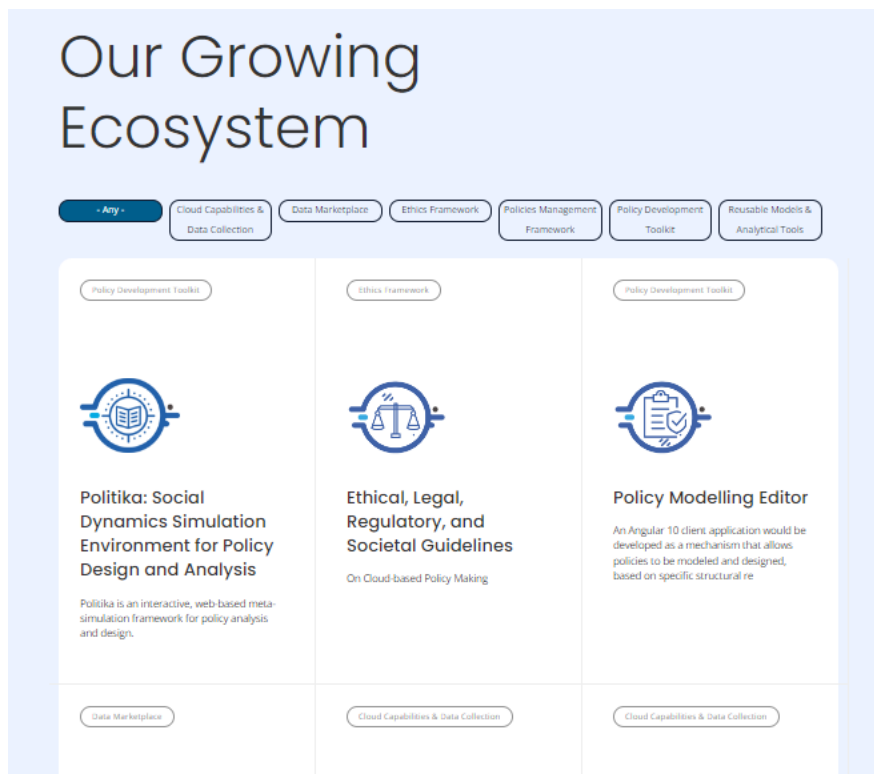 Our Growing
Ecosystem
- Any -
Cloud Capabilities &
Data Collection
Data Marketplace
Ethics Framework
Policies Management
Framework
Policy Development
Toolkit
Reusable Models &
Analytical Tools
Policy Development Toolkit
Politika: Social
Dynamics Simulation
Environment for Policy
Design and Analysis
Politika is an interactive, web-based meta-
simulation framework for policy analysis
and design.
Ethics Framework
Ethical, Legal,
Regulatory, and
Societal Guidelines
On Cloud-based Policy Making
Policy Development Toolkit
Policy Modelling Editor
An Angular 10 client application would be
developed as a mechanism that allows
policies to be modeled and designed,
based on specific structural re
Data Marketplace
Cloud Capabilities & Data Collection
Cloud Capabilities & Data Collection